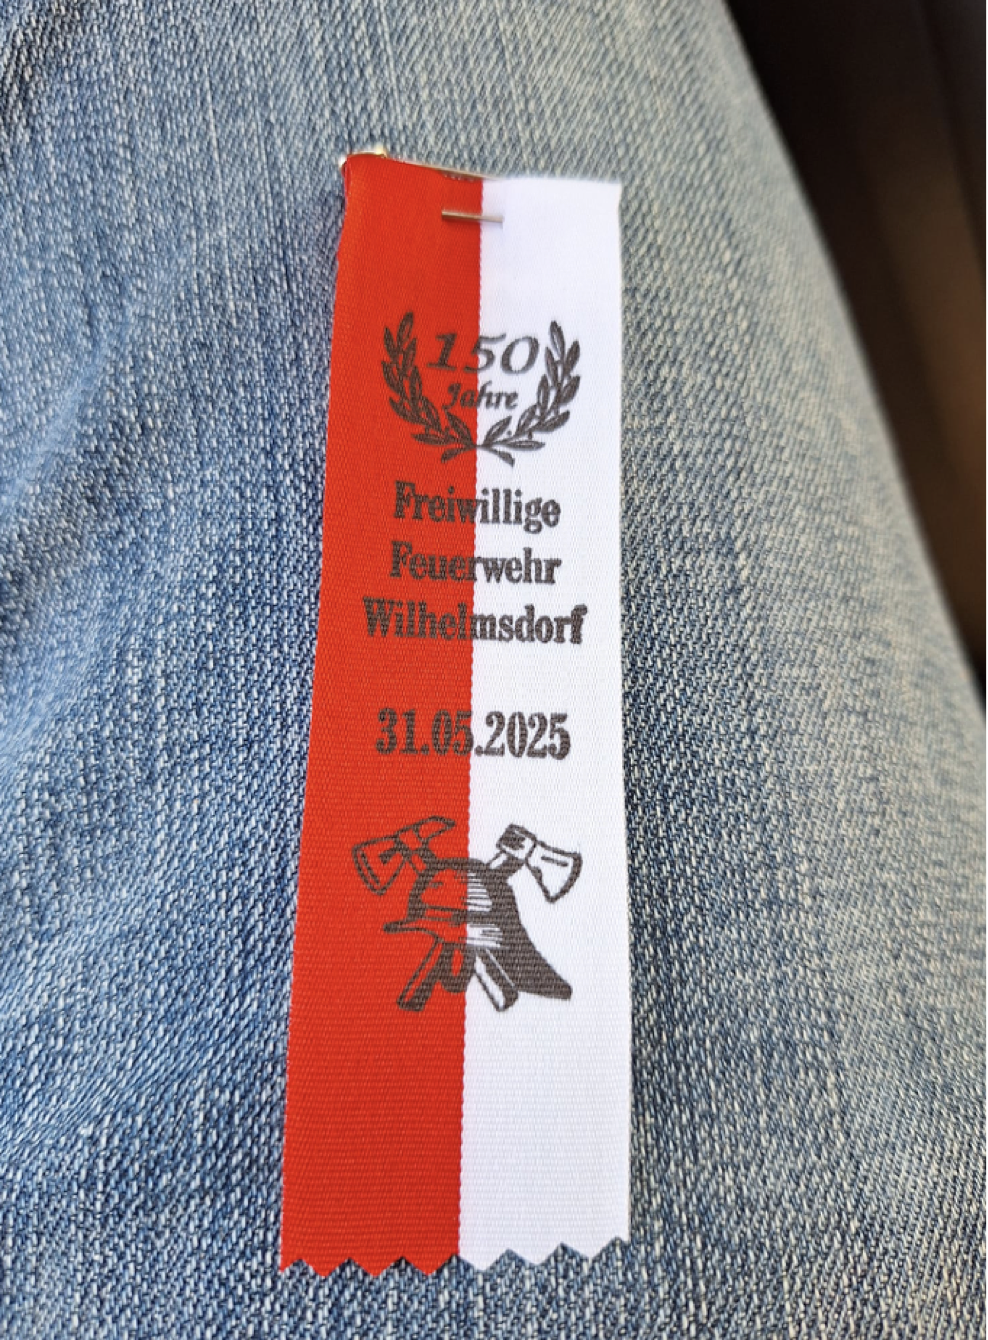 150
Jahre
Freiwillige
Feuerwehr
Wilhelmsdorf
31.05.2025